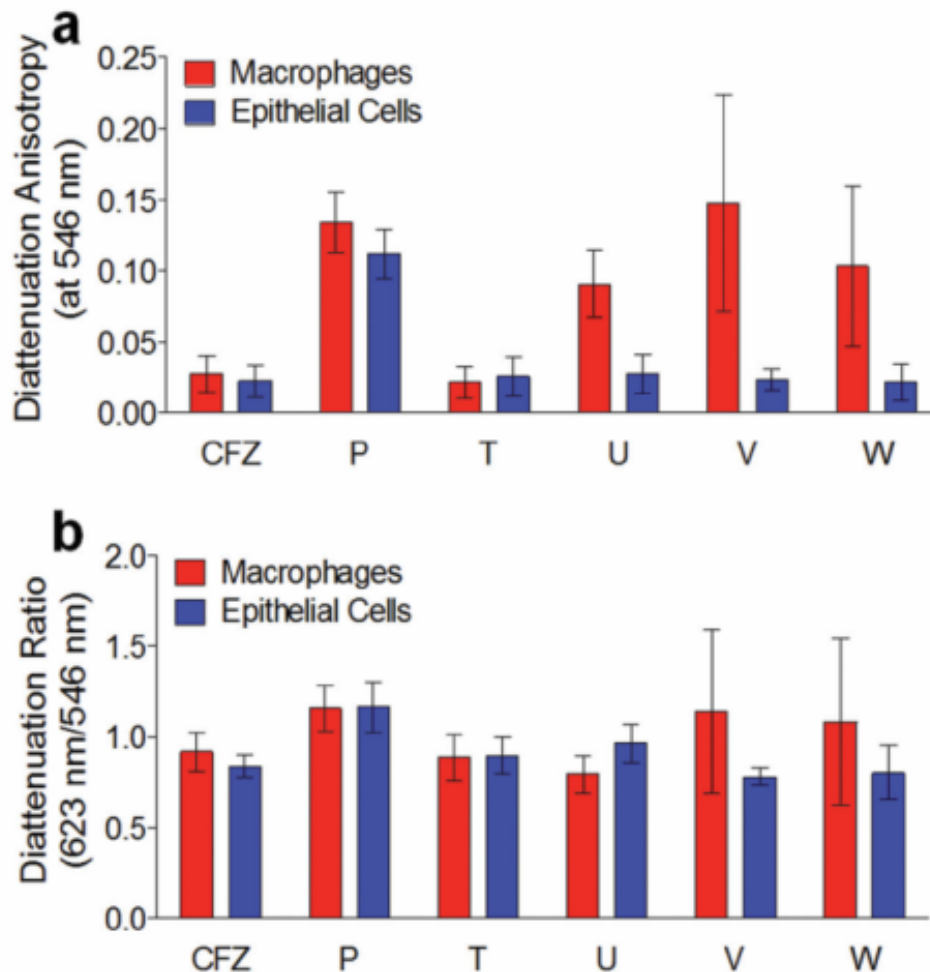 a
Diattenuation Anisotropy
(at 546 nm)
0.25
0.20
0.15
0.10
0.05
0.00
Macrophages
Epithelial Cells
CFZ P T U V W
b
Diattenuation Ratio
(623 nm/546 nm)
2.0
1.5
1.0
0.5
0.0
Macrophages
Epithelial Cells
CFZ P T U V W